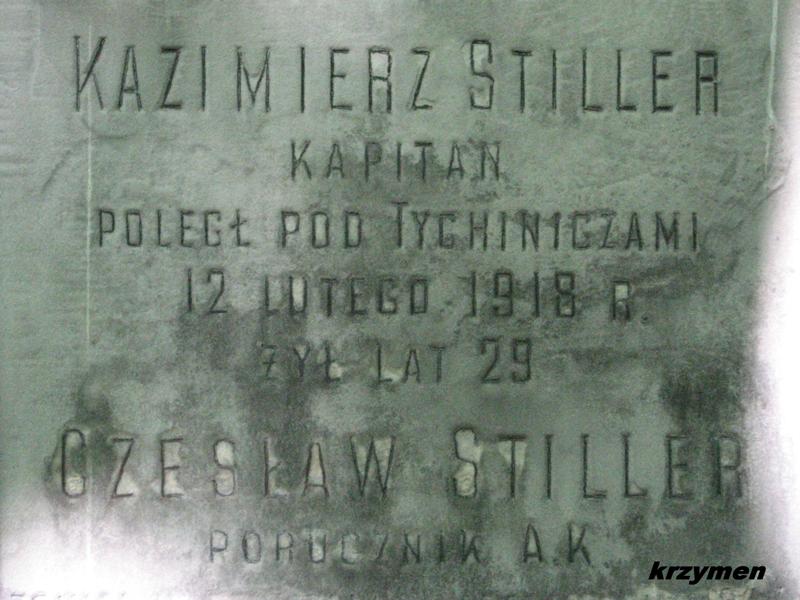 KAZIMIERZ STILLER
KAPITAN
POLEGŁ POD TYCHINICZAMI
12 LUTEGO 1918 R.
ŻYŁ LAT 29
CZESŁAW STILLER
PORUCZNIK A.K
krzymen